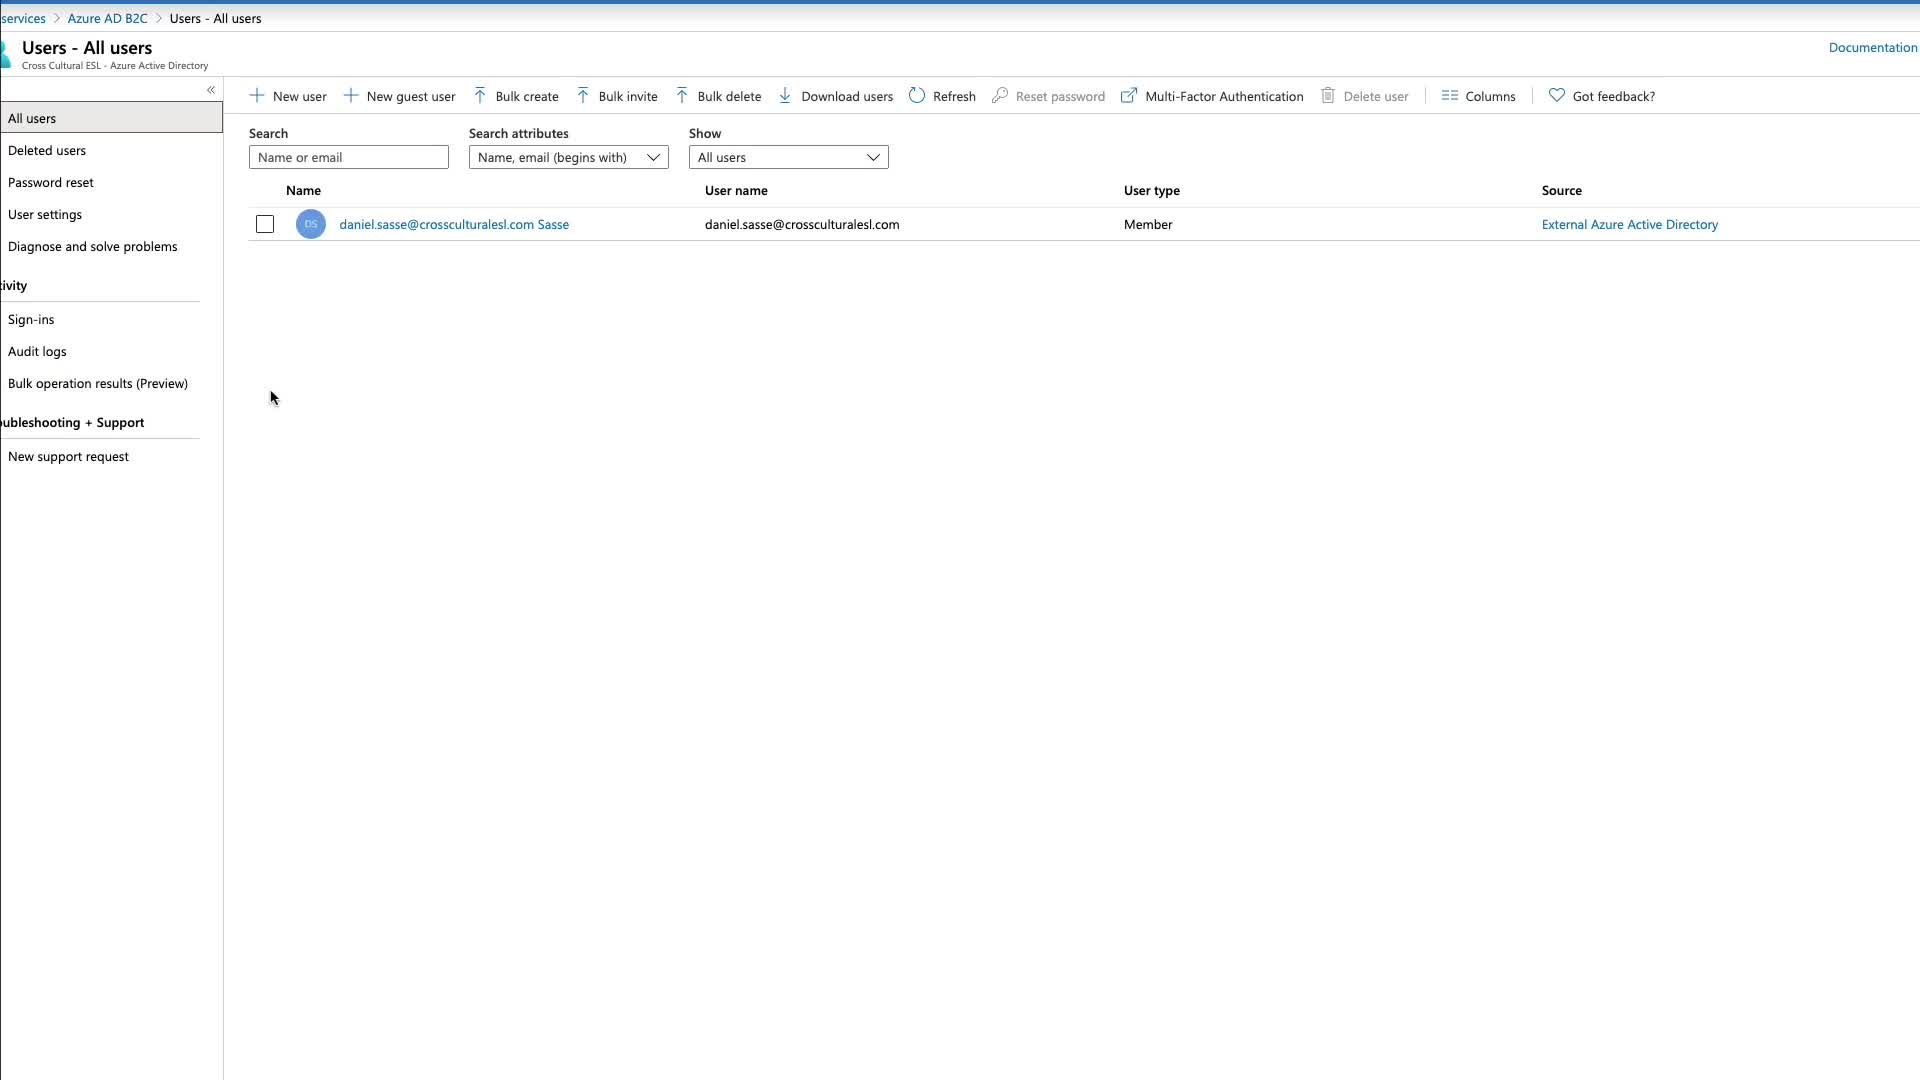 services > Azure AD B2C > Users - All users
Users - All users
Documentation
Cross Cultural ESL - Azure Active Directory
«
All users
Deleted users
Password reset
User settings
Diagnose and solve problems
ivity
Sign-ins
Audit logs
Bulk operation results (Preview)
ubleshooting + Support
New support request
New user New guest user Bulk create Bulk invite Bulk delete Download users Refresh Reset password Multi-Factor Authentication Delete user Columns Got feedback?
Search Search attributes Show
Name or email Name, email (begins with) All users
Name User name User type Source
DS daniel.sasse@crossculturalesl.com Sasse daniel.sasse@crossculturalesl.com Member External Azure Active Directory